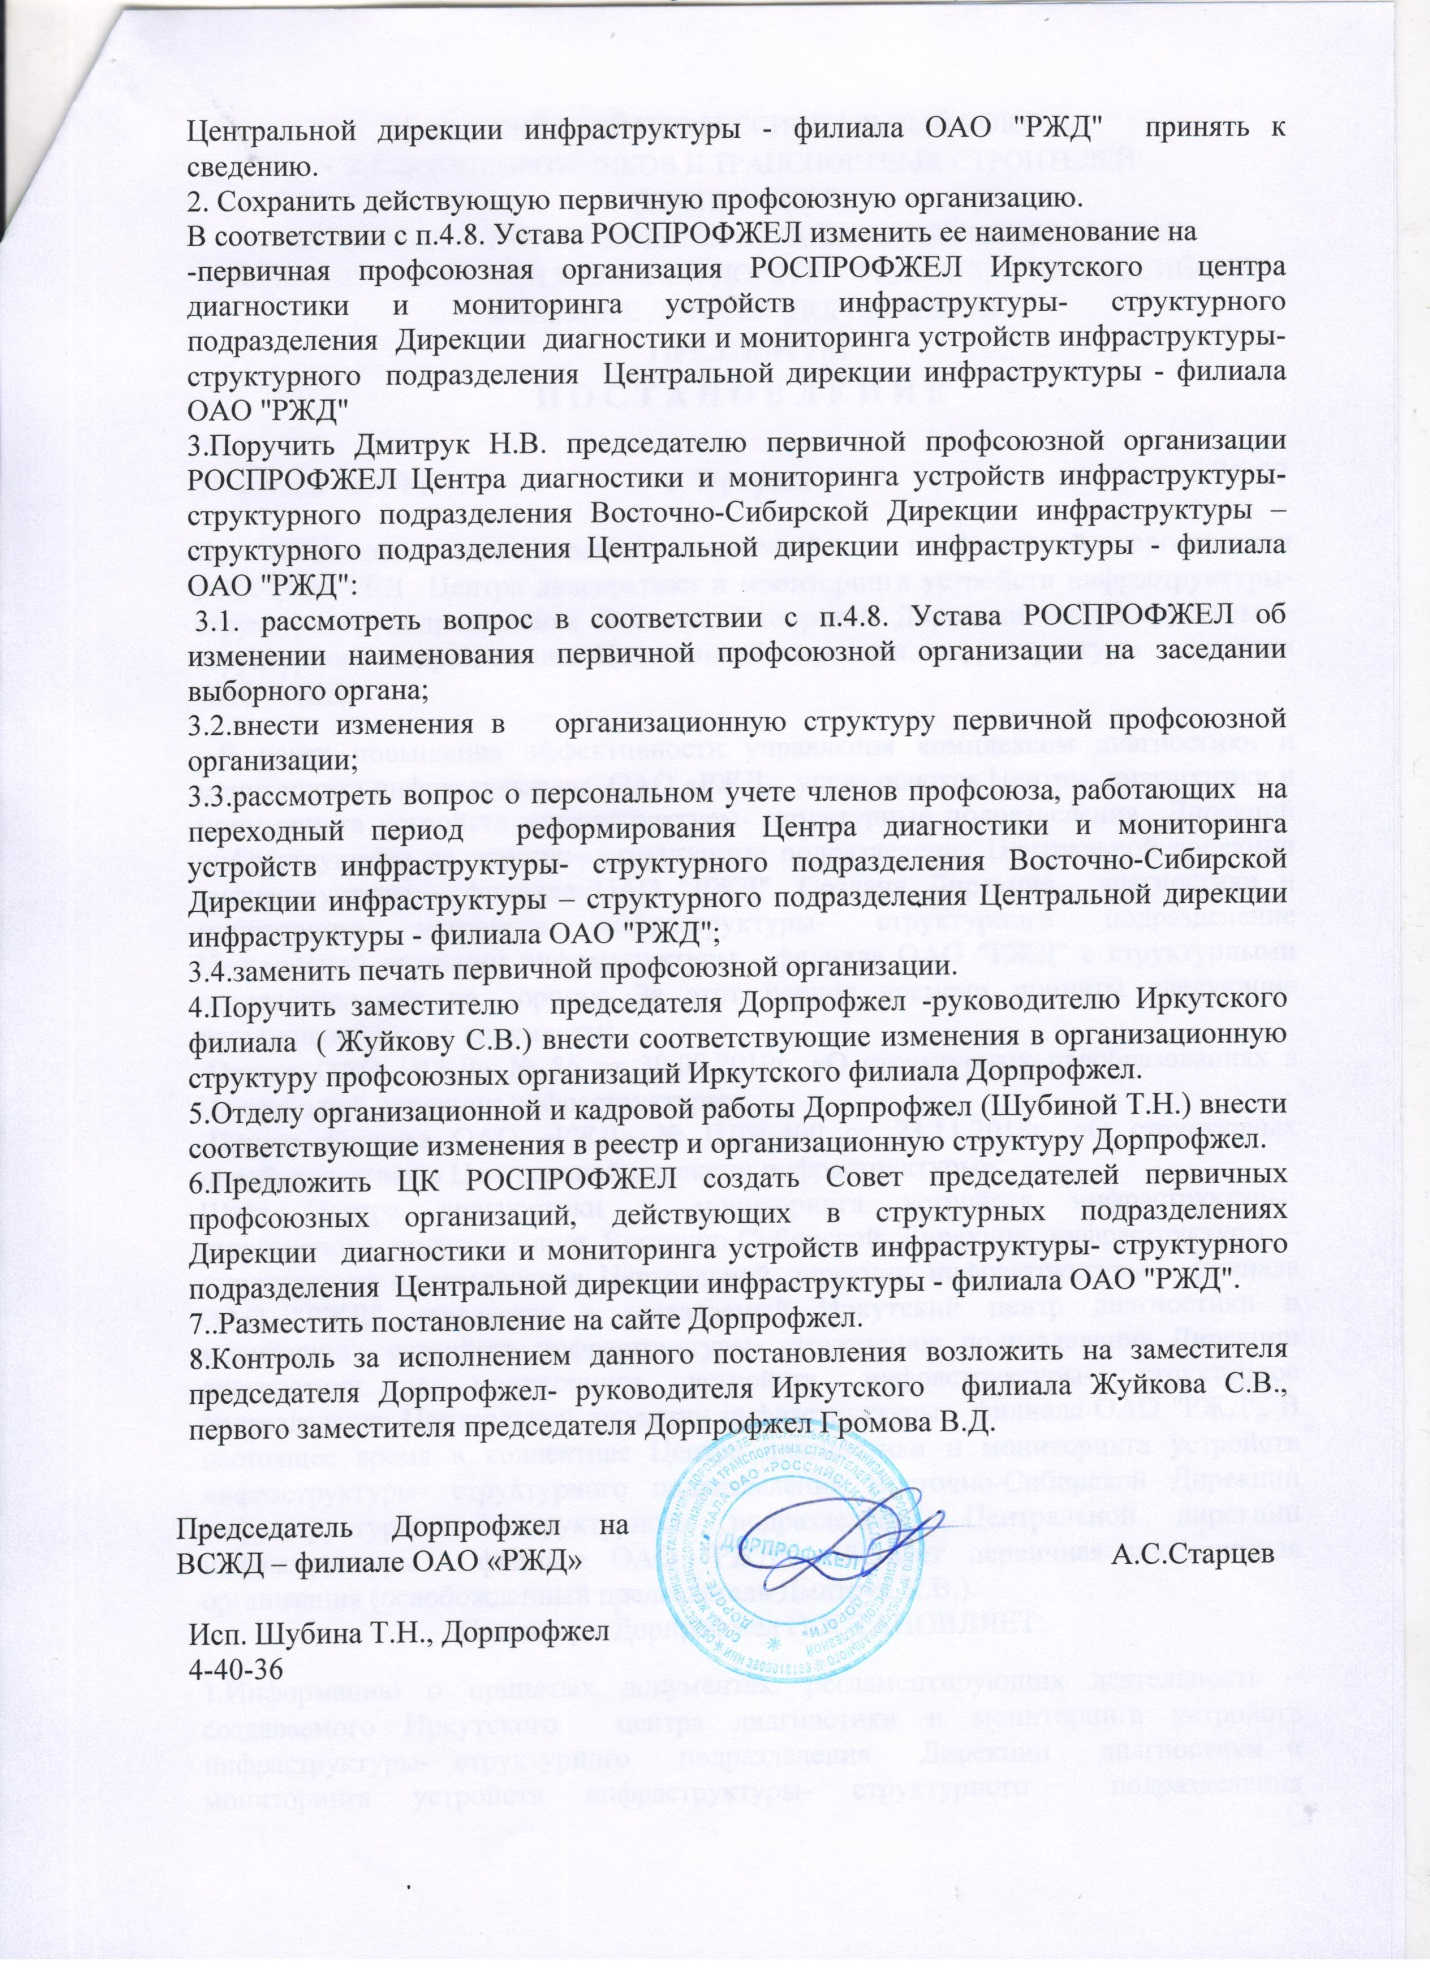 Центральной дирекции инфраструктуры - филиала ОАО "РЖД" принять к
сведению.
2. Сохранить действующую первичную профсоюзную организацию.
В соответствии с п.4.8. Устава РОСПРОФЖЕЛ изменить ее наименование на
-первичная профсоюзная организация РОСПРОФЖЕЛ Иркутского центра
диагностики и мониторинга устройств инфраструктуры- структурного
подразделения Дирекции диагностики и мониторинга устройств инфраструктуры-
структурного подразделения Центральной дирекции инфраструктуры - филиала
ОАО "РЖД"
3.Поручить Дмитрук Н.В. председателю первичной профсоюзной организации
РОСПРОФЖЕЛ Центра диагностики и мониторинга устройств инфраструктуры-
структурного подразделения Восточно-Сибирской Дирекции инфраструктуры –
структурного подразделения Центральной дирекции инфраструктуры - филиала
ОАО "РЖД":
3.1. рассмотреть вопрос в соответствии с п.4.8. Устава РОСПРОФЖЕЛ об
изменении наименования первичной профсоюзной организации на заседании
выборного органа;
3.2.внести изменения в организационную структуру первичной профсоюзной
организации;
3.3.рассмотреть вопрос о персональном учете членов профсоюза, работающих на
переходный период реформирования Центра диагностики и мониторинга
устройств инфраструктуры- структурного подразделения Восточно-Сибирской
Дирекции инфраструктуры – структурного подразделения Центральной дирекции
инфраструктуры - филиала ОАО "РЖД";
3.4.заменить печать первичной профсоюзной организации.
4.Поручить заместителю председателя Дорпрофжел -руководителю Иркутского
филиала ( Жуйкову С.В.) внести соответствующие изменения в организационную
структуру профсоюзных организаций Иркутского филиала Дорпрофжел.
5.Отделу организационной и кадровой работы Дорпрофжел (Шубиной Т.Н.) внести
соответствующие изменения в реестр и организационную структуру Дорпрофжел.
6.Предложить ЦК РОСПРОФЖЕЛ создать Совет председателей первичных
профсоюзных организаций, действующих в структурных подразделениях
Дирекции диагностики и мониторинга устройств инфраструктуры- структурного
подразделения Центральной дирекции инфраструктуры - филиала ОАО "РЖД".
7..Разместить постановление на сайте Дорпрофжел.
8.Контроль за исполнением данного постановления возложить на заместителя
председателя Дорпрофжел- руководителя Иркутского филиала Жуйкова С.В.,
первого заместителя председателя Дорпрофжел Громова В.Д.
Председатель Дорпрофжел на
ВСЖД – филиале ОАО «РЖД»
ДОРПРОФЖЕЛ
А.С.Старцев
Исп. Шубина Т.Н., Дорпрофжел
4-40-36